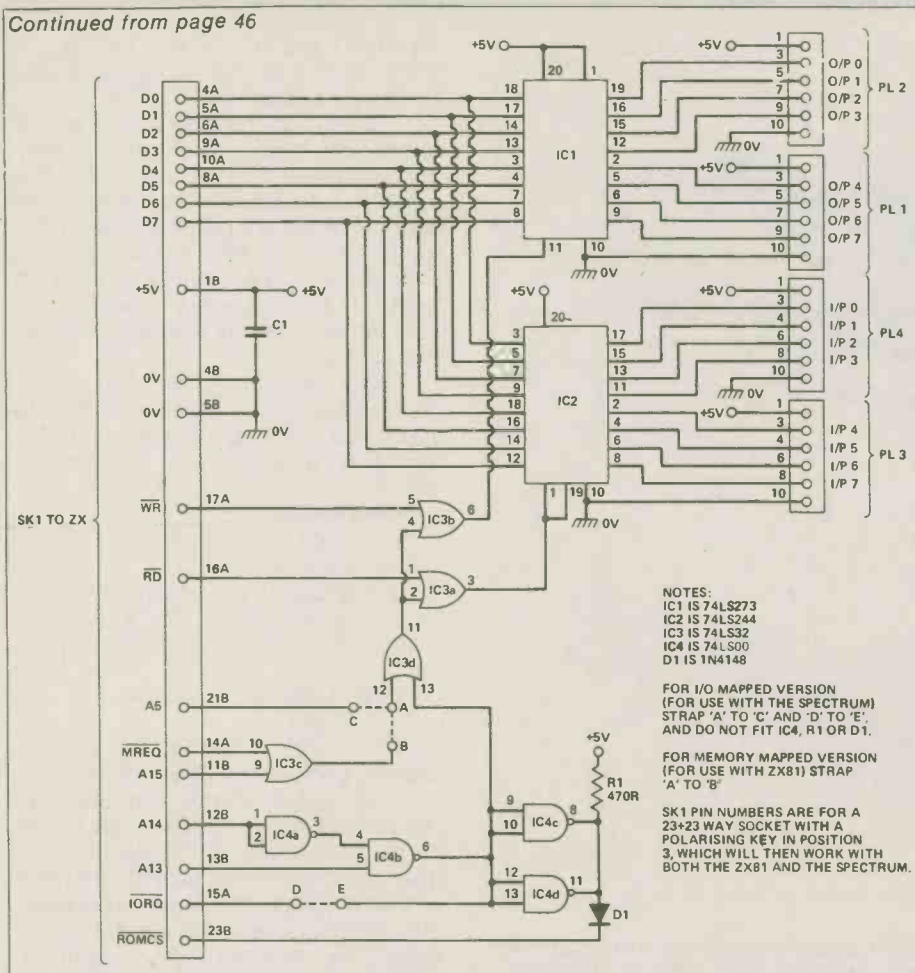 Continued from page 46
+5V
20
1
D0
4A
18
19
D1
5A
17
16
D2
6A
14
15
D3
9A
13
12
D4
10A
3
2
D5
8A
4
5
D6
7A
7
6
D7
8
9
IC1
11
10
0V
+5V
1
3
O/P 0
5
O/P 1
7
O/P 2
9
O/P 3
10
0V
PL 2
+5V
1
3
O/P 4
5
O/P 5
7
O/P 6
9
O/P 7
10
PL 1
+5V
1B
+5V
C1
0V
4B
0V
5B
0V
+5V
20
3
17
5
15
7
13
9
11
18
2
16
4
14
6
12
8
IC2
1
19
10
0V
+5V
1
3
I/P 0
4
I/P 1
6
I/P 2
8
I/P 3
10
0V
PL4
+5V
1
3
I/P 4
4
I/P 5
6
I/P 6
8
I/P 7
10
PL 3
SK1 TO ZX
WR
17A
5
4
IC3b
6
RD
16A
1
2
IC3a
3
11
IC3d
12
13
A5
21B
C
A
B
MREQ
14A
10
A15
11B
9
IC3c
A14
12B
1
2
IC4a
3
4
A13
13B
5
IC4b
6
IORQ
15A
D
E
ROMCS
23B
9
10
IC4c
8
12
13
IC4d
11
+5V
R1
470R
D1
NOTES:
IC1 IS 74LS273
IC2 IS 74LS244
IC3 IS 74LS32
IC4 IS 74LS00
D1 IS 1N4148
FOR I/O MAPPED VERSION
(FOR USE WITH THE SPECTRUM)
STRAP 'A' TO 'C' AND 'D' TO 'E',
AND DO NOT FIT IC4, R1 OR D1.
FOR MEMORY MAPPED VERSION
(FOR USE WITH ZX81) STRAP
'A' TO 'B'
SK1 PIN NUMBERS ARE FOR A
23+23 WAY SOCKET WITH A
POLARISING KEY IN POSITION
3, WHICH WILL THEN WORK WITH
BOTH THE ZX81 AND THE SPECTRUM.